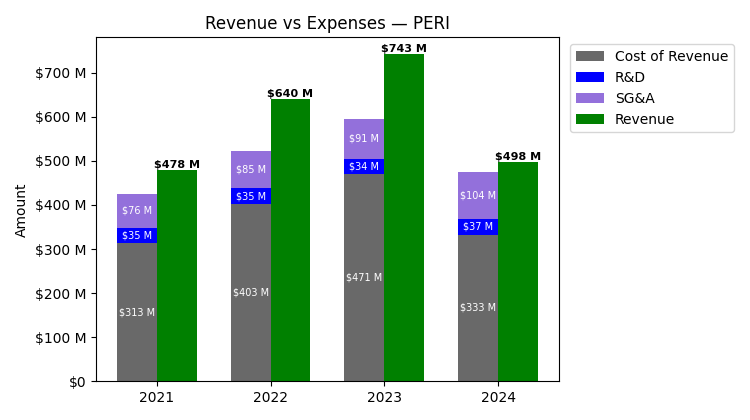 Revenue vs Expenses — PERI
Amount
$700 M
$600 M
$500 M
$400 M
$300 M
$200 M
$100 M
$0
2021
2022
2023
2024
$478 M
$76 M
$35 M
$313 M
$640 M
$85 M
$35 M
$403 M
$743 M
$91 M
$34 M
$471 M
$498 M
$104 M
$37 M
$333 M
Cost of Revenue
R&D
SG&A
Revenue